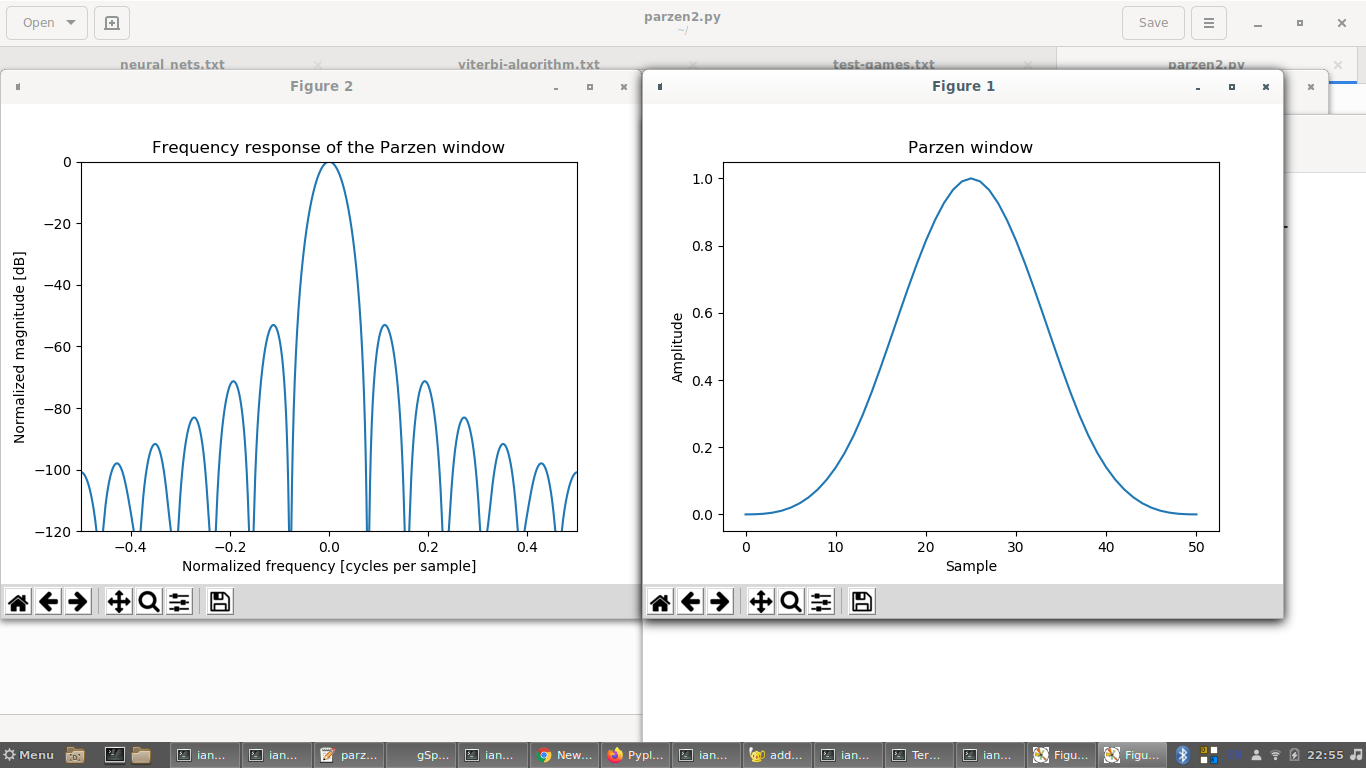 Open
parzen2.py
~/
Save
neural_nets.txt
viterbi-algorithm.txt
test-games.txt
parzen2.py
Figure 2
Frequency response of the Parzen window
0
−20
−40
−60
−80
−100
−120
Normalized magnitude [dB]
−0.4 −0.2 0.0 0.2 0.4
Normalized frequency [cycles per sample]
Figure 1
Parzen window
1.0
0.8
0.6
0.4
0.2
0.0
Amplitude
0 10 20 30 40 50
Sample
Menu ian... ian... parz... gSp... ian... New... Pypl... ian... add... ian... Ter... ian... Figu... Figu... 22:55